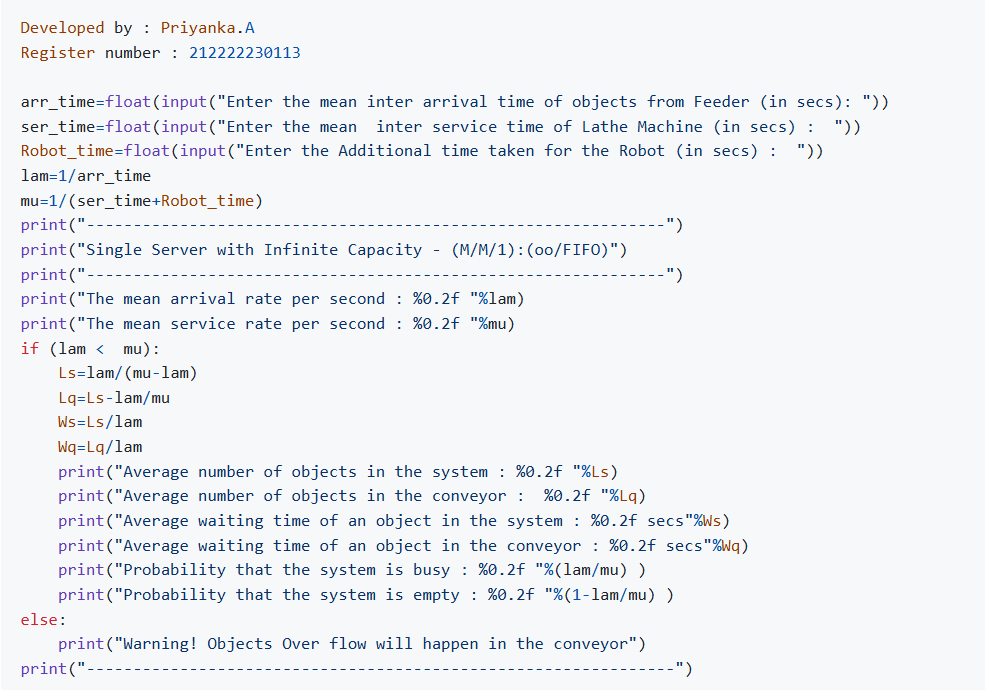 Developed by : Priyanka.A
Register number : 212222230113

arr_time=float(input("Enter the mean inter arrival time of objects from Feeder (in secs): "))
ser_time=float(input("Enter the mean  inter service time of Lathe Machine (in secs) :  "))
Robot_time=float(input("Enter the Additional time taken for the Robot (in secs) :  "))
lam=1/arr_time
mu=1/(ser_time+Robot_time)
print("--------------------------------------------------------------")
print("Single Server with Infinite Capacity - (M/M/1):(oo/FIFO)")
print("--------------------------------------------------------------")
print("The mean arrival rate per second : %0.2f "%lam)
print("The mean service rate per second : %0.2f "%mu)
if (lam <  mu):
    Ls=lam/(mu-lam)
    Lq=Ls-lam/mu
    Ws=Ls/lam
    Wq=Lq/lam
    print("Average number of objects in the system : %0.2f "%Ls)
    print("Average number of objects in the conveyor :  %0.2f "%Lq)
    print("Average waiting time of an object in the system : %0.2f secs"%Ws)
    print("Average waiting time of an object in the conveyor : %0.2f secs"%Wq)
    print("Probability that the system is busy : %0.2f "%(lam/mu) )
    print("Probability that the system is empty : %0.2f "%(1-lam/mu) )
else:
    print("Warning! Objects Over flow will happen in the conveyor")
print("---------------------------------------------------------------")